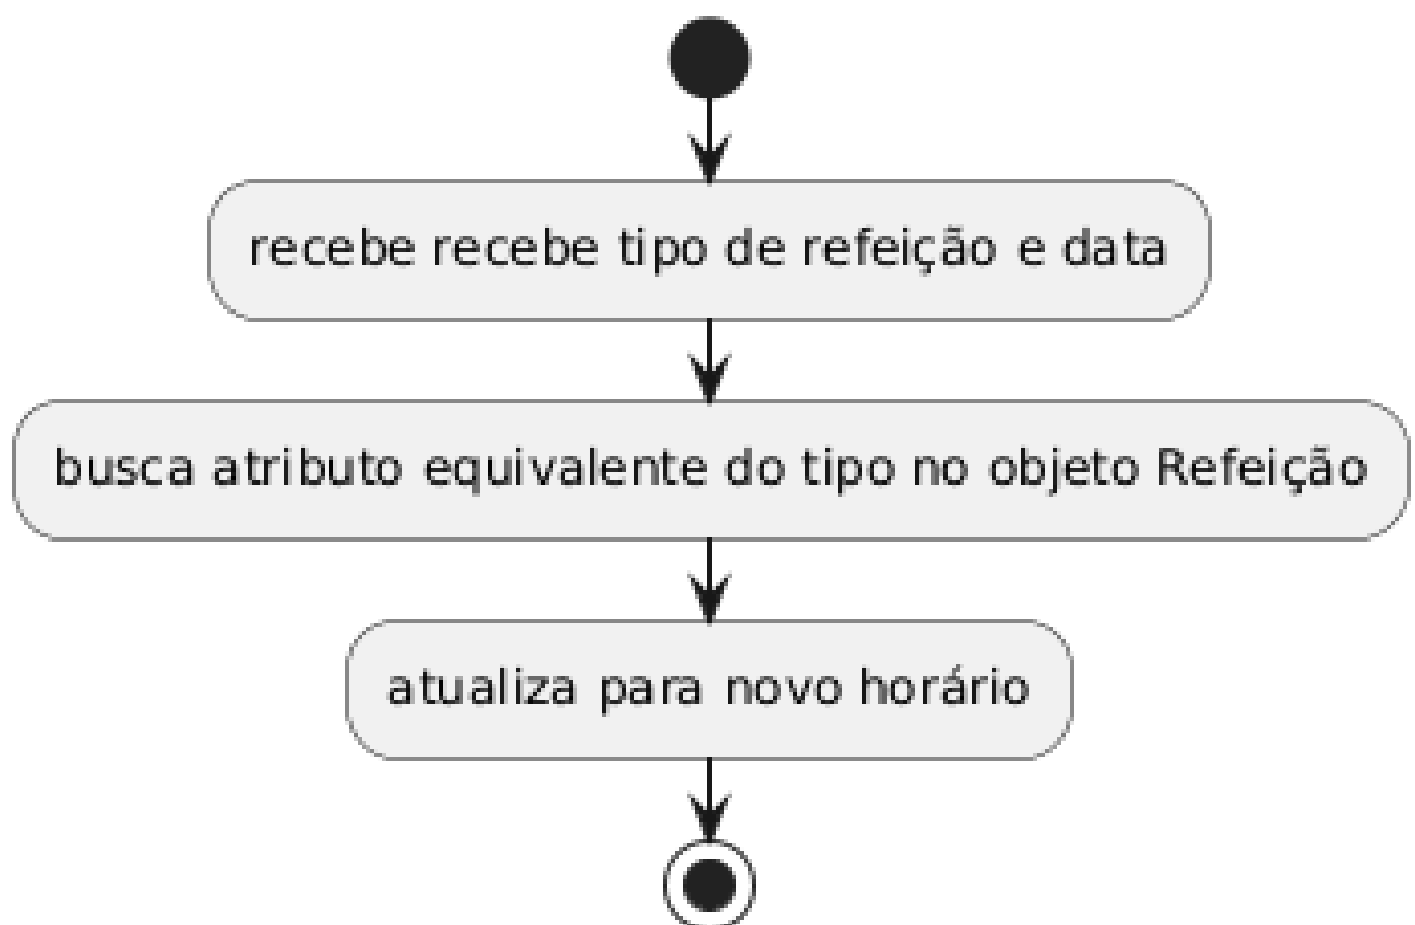 recebe recebe tipo de refeição e data
busca atributo equivalente do tipo no objeto Refeição
atualiza para novo horário